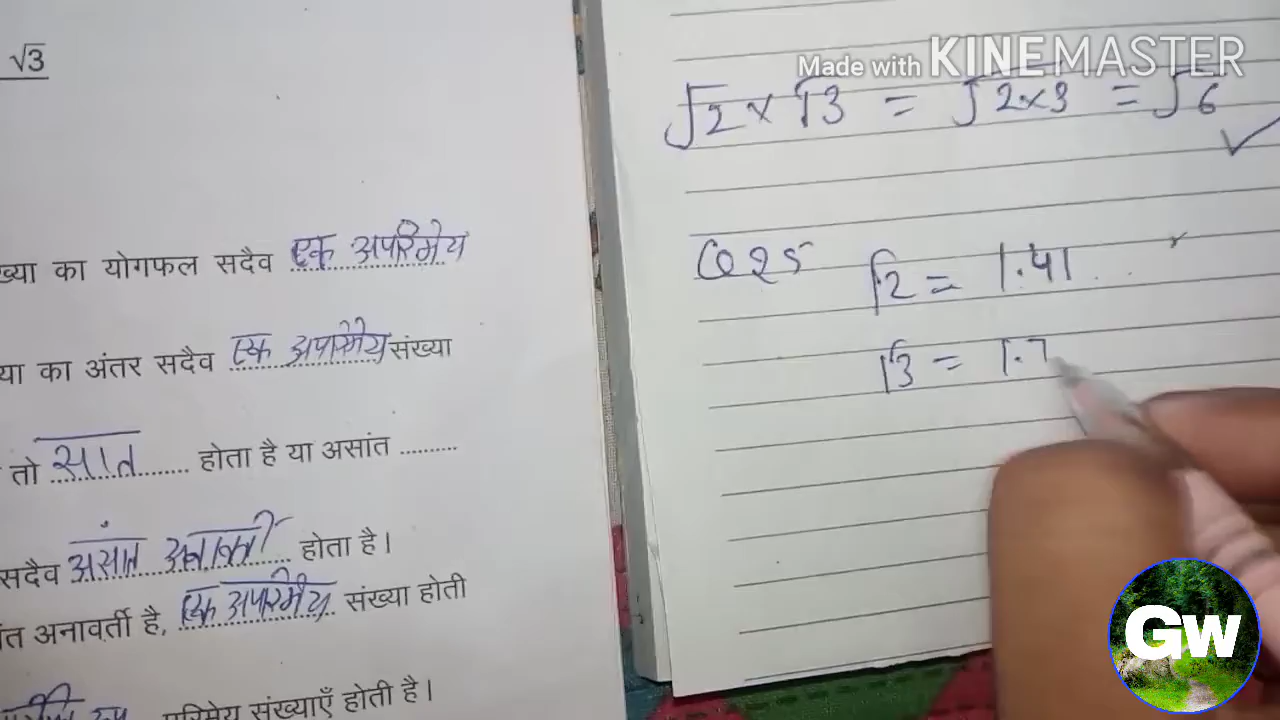 √3
ख्या का योगफल सदैव एक अपरिमेय
या का अंतर सदैव एक अपरिमेय संख्या
तो सांत होता है या असांत ..........
सदैव असांत अनावर्ती होता है।
ंत अनावर्ती है, एक अपरिमेय संख्या होती
परिमेय संख्याएँ होती है।
Made with KINEMASTER
√2 × √3 = √2×3 = √6 ✓
Q 25 √2 = 1.41 . . .
√3 = 1.7
GW